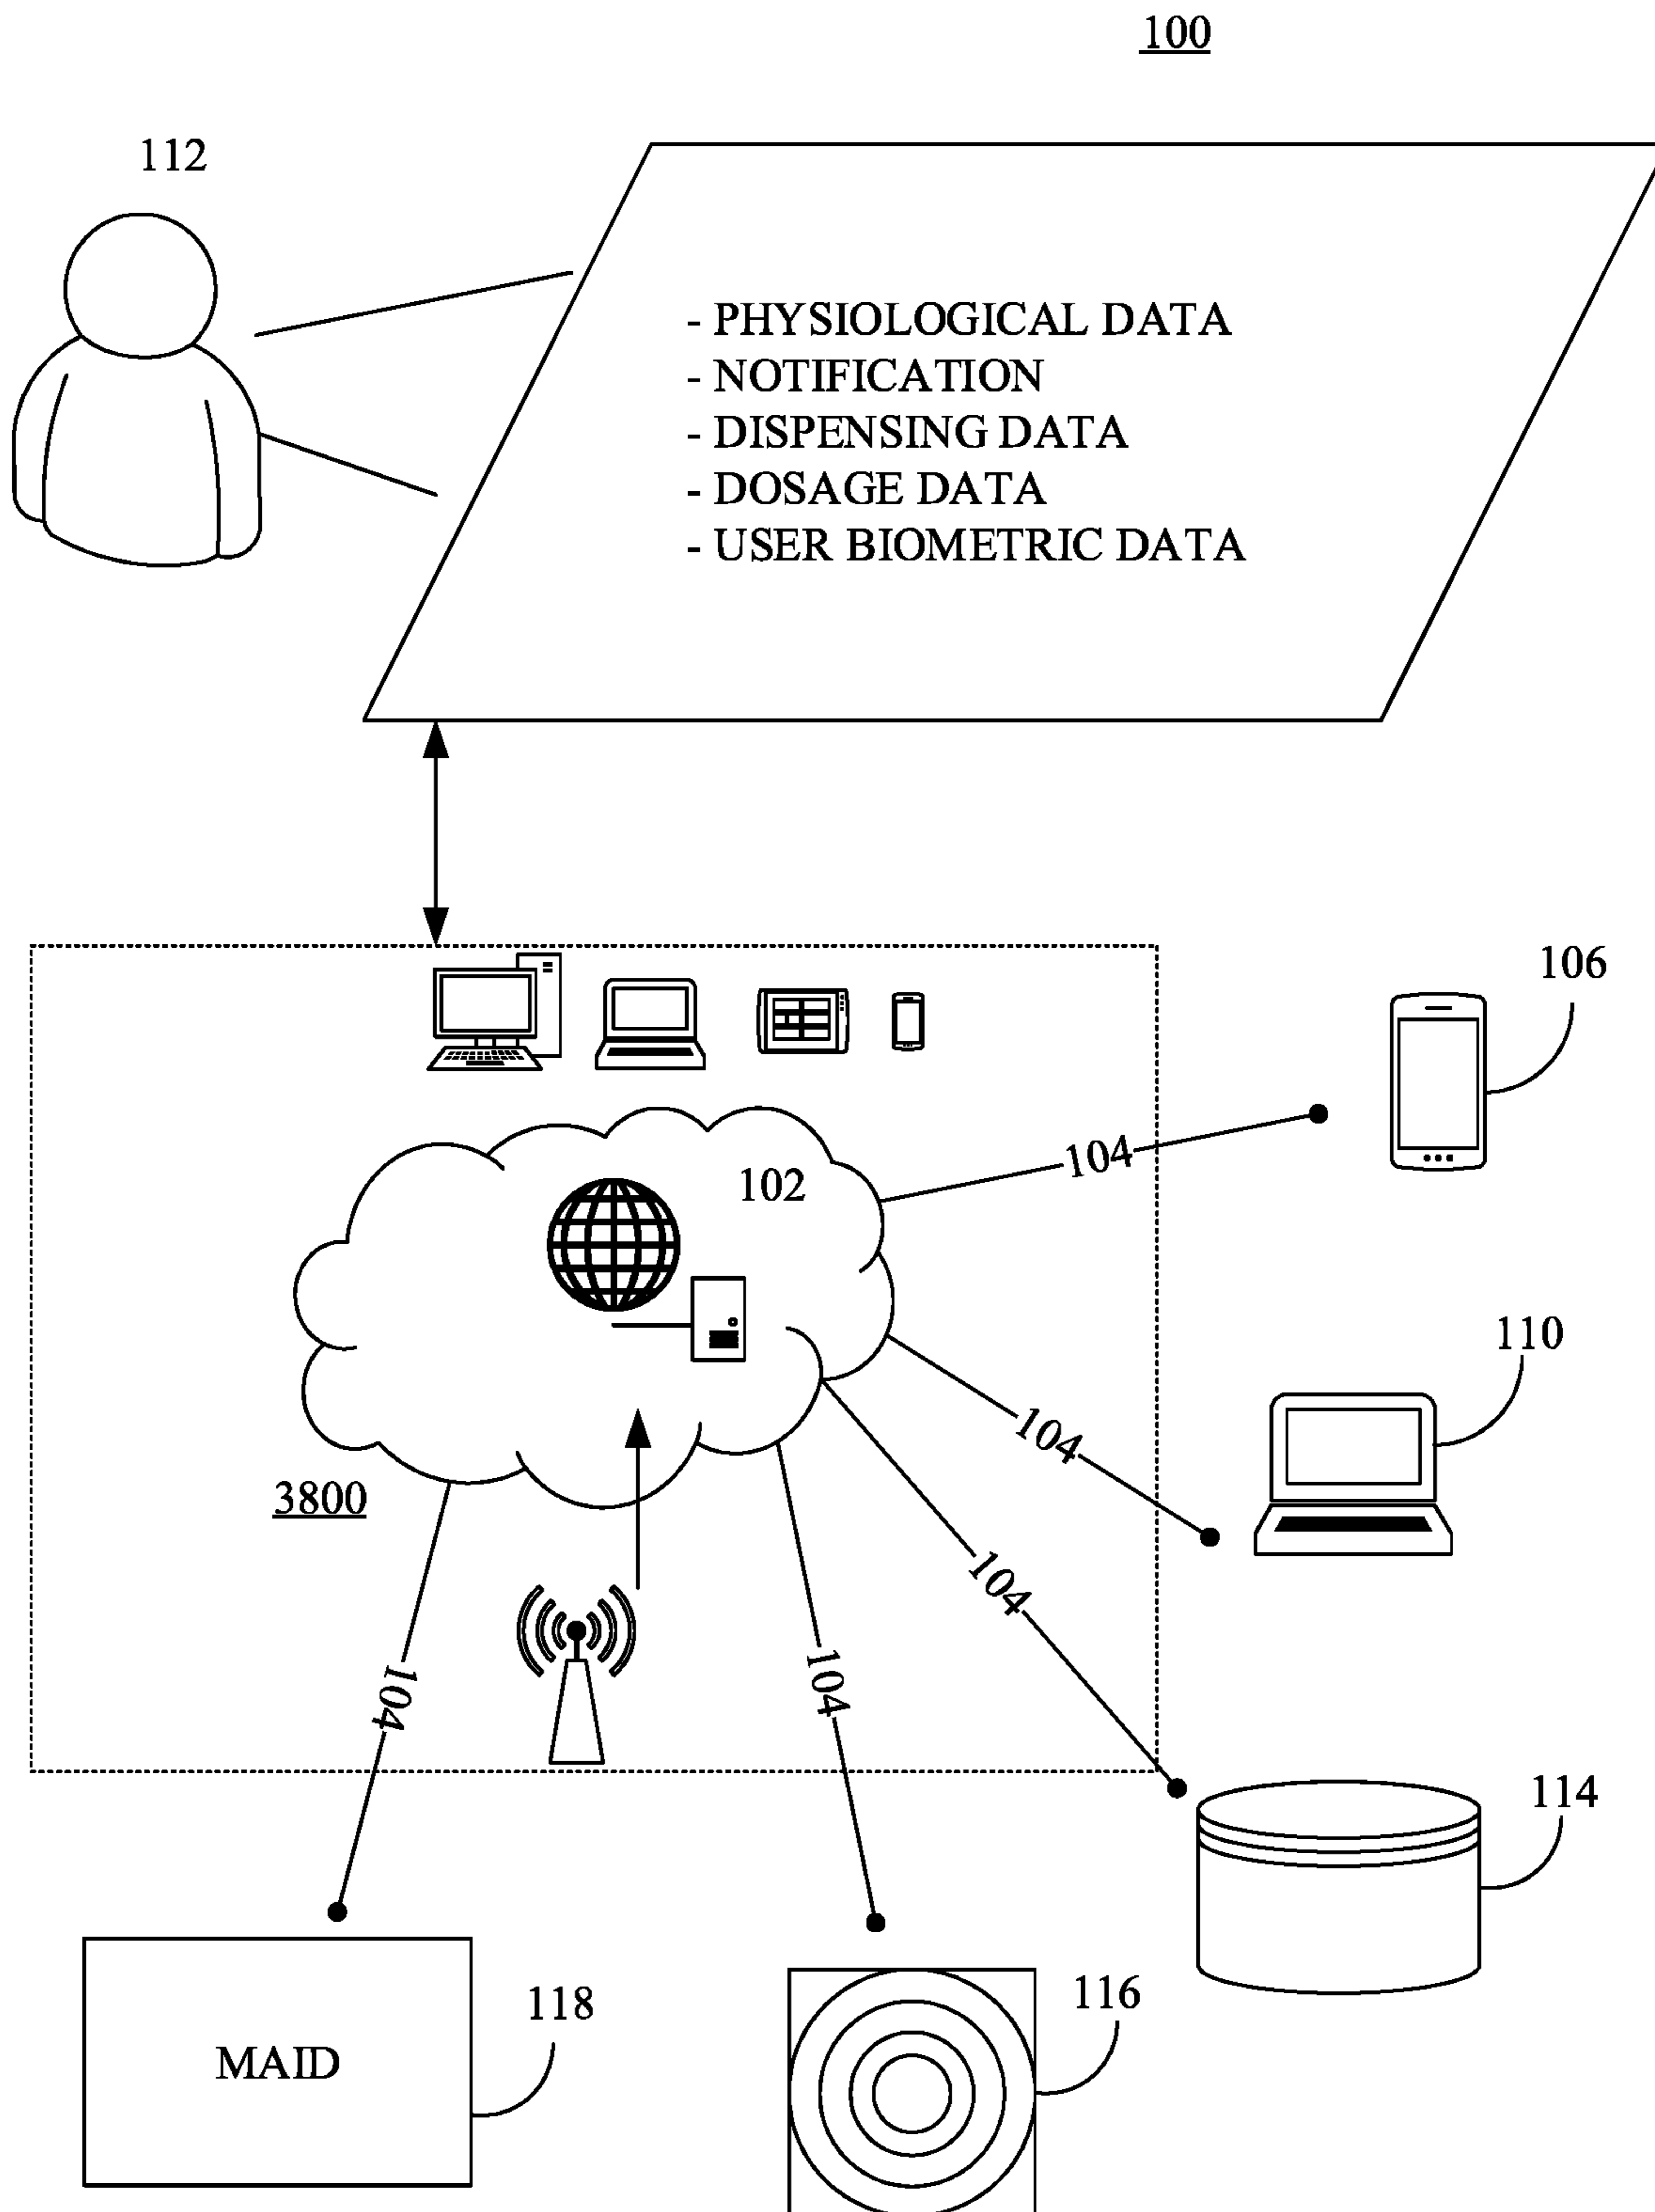 100
112
- PHYSIOLOGICAL DATA
- NOTIFICATION
- DISPENSING DATA
- DOSAGE DATA
- USER BIOMETRIC DATA
106
104
102
110
104
3800
104
104
104
114
118
116
MAID